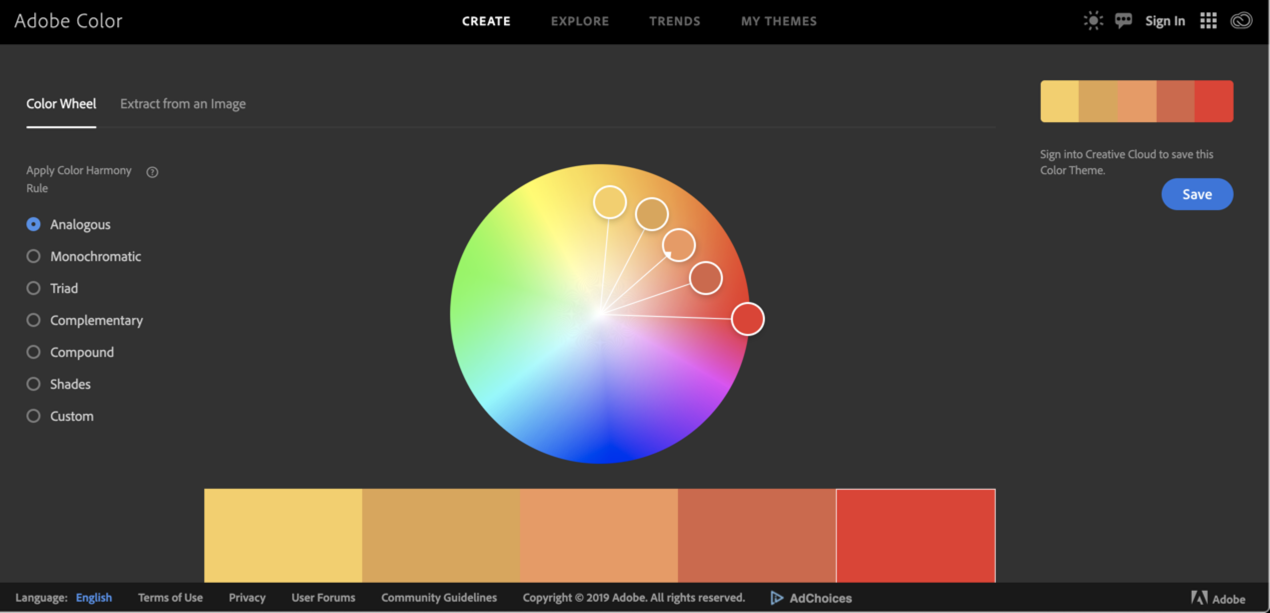 Adobe Color
CREATE EXPLORE TRENDS MY THEMES
Sign In
Color Wheel Extract from an Image
Apply Color Harmony
Rule
?
Analogous
Monochromatic
Triad
Complementary
Compound
Shades
Custom
Sign into Creative Cloud to save this
Color Theme.
Save
Language: English Terms of Use Privacy User Forums Community Guidelines Copyright © 2019 Adobe. All rights reserved. AdChoices
Adobe